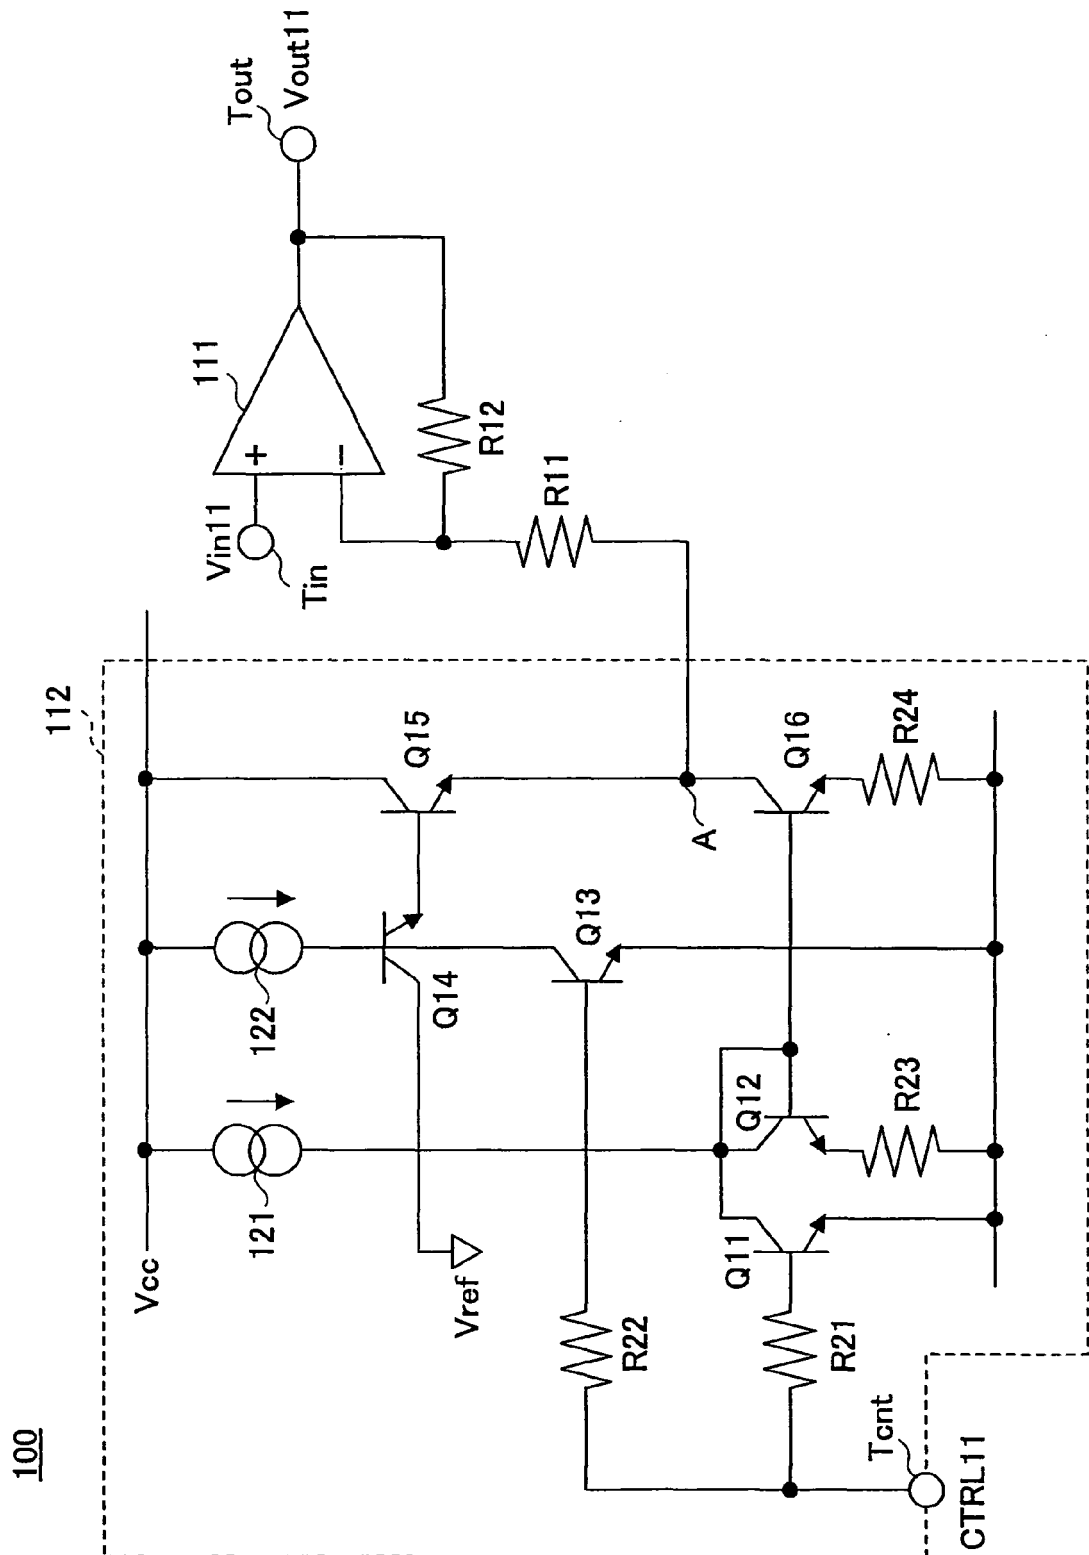 100
112
Vcc
121
122
Q14
Q15
Vref
Q13
R22
R21
Q11
Q12
R23
Q16
R24
A
Tcnt
CTRL11
Vin11
Tin
111
+
−
R11
R12
Tout
Vout11